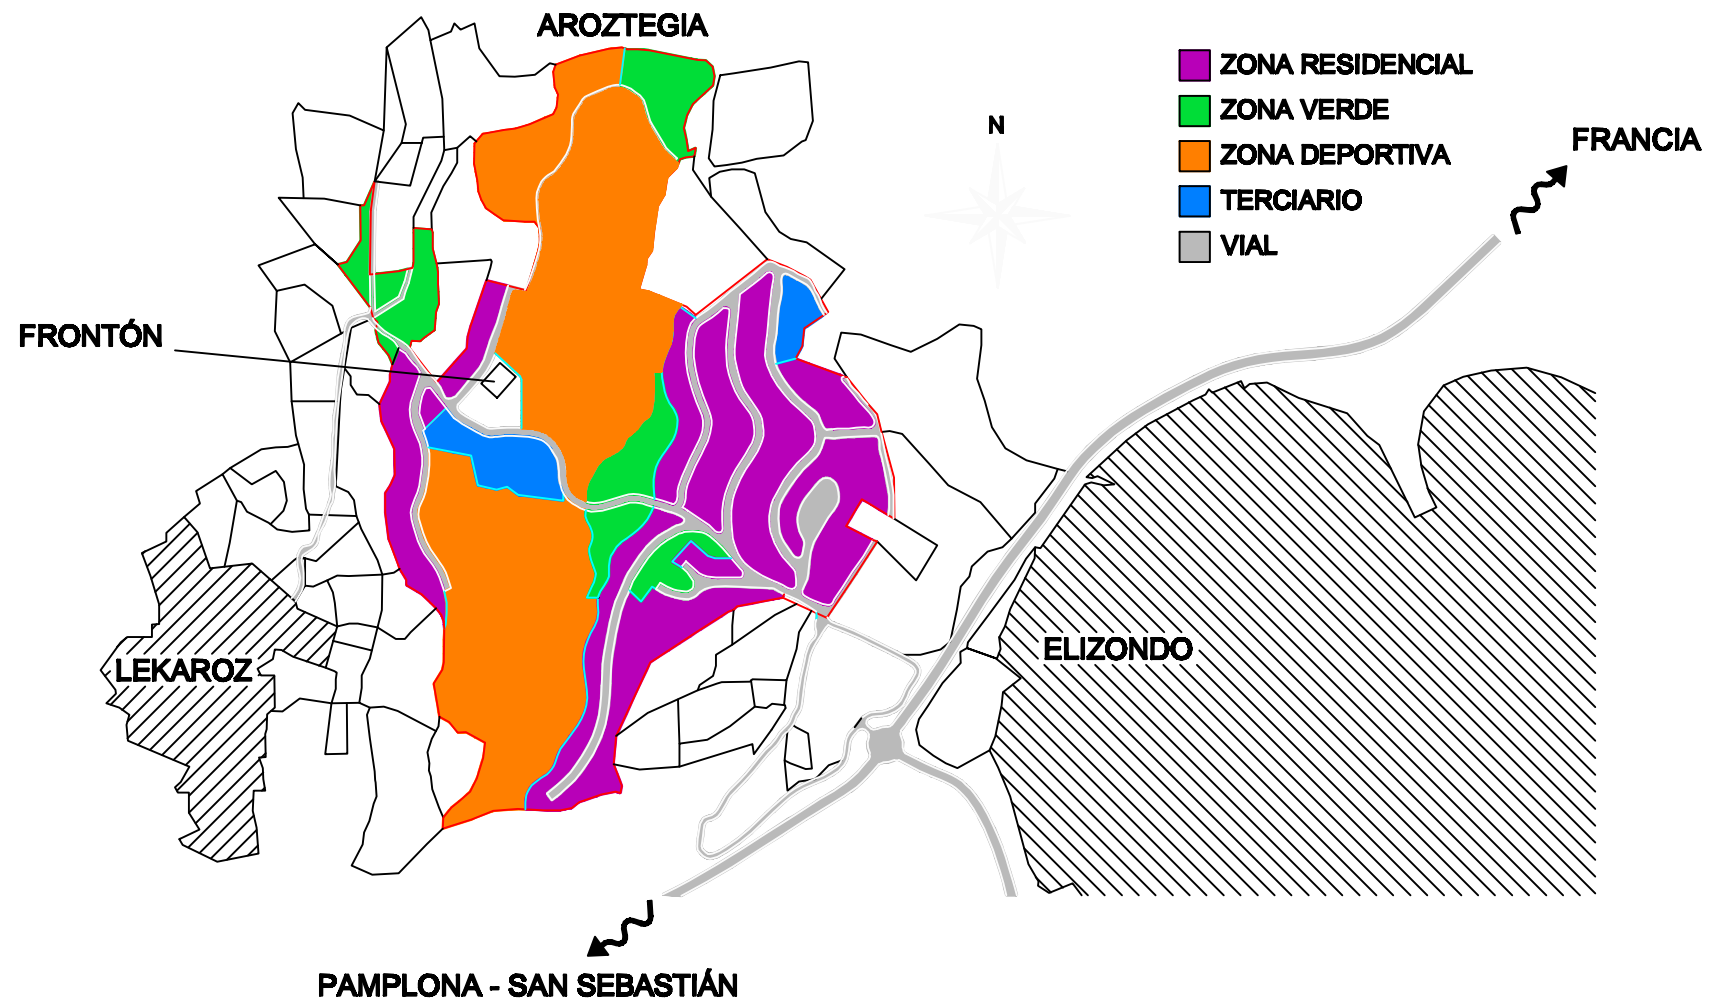 AROZTEGIA
ZONA RESIDENCIAL
ZONA VERDE
ZONA DEPORTIVA
TERCIARIO
VIAL
N
FRANCIA
FRONTÓN
LEKAROZ
ELIZONDO
PAMPLONA - SAN SEBASTIÁN